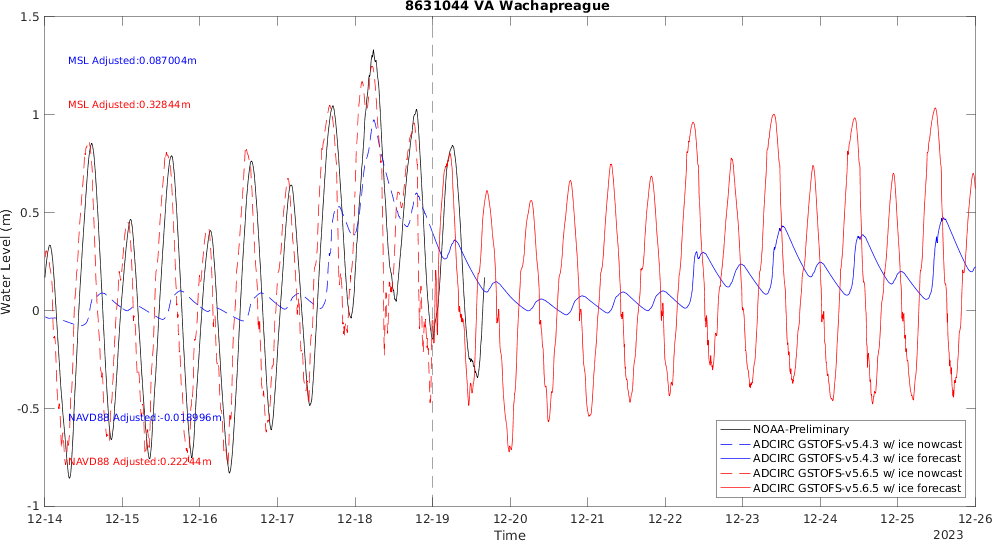 8631044 VA Wachapreague
1.5
1
0.5
0
-0.5
-1
Water Level (m)
MSL Adjusted:0.087004m
MSL Adjusted:0.32844m
NAVD88 Adjusted:-0.018996m
NAVD88 Adjusted:0.22244m
NOAA-Preliminary
ADCIRC GSTOFS-v5.4.3 w/ ice nowcast
ADCIRC GSTOFS-v5.4.3 w/ ice forecast
ADCIRC GSTOFS-v5.6.5 w/ ice nowcast
ADCIRC GSTOFS-v5.6.5 w/ ice forecast
12-14 12-15 12-16 12-17 12-18 12-19 12-20 12-21 12-22 12-23 12-24 12-25 12-26
Time
2023